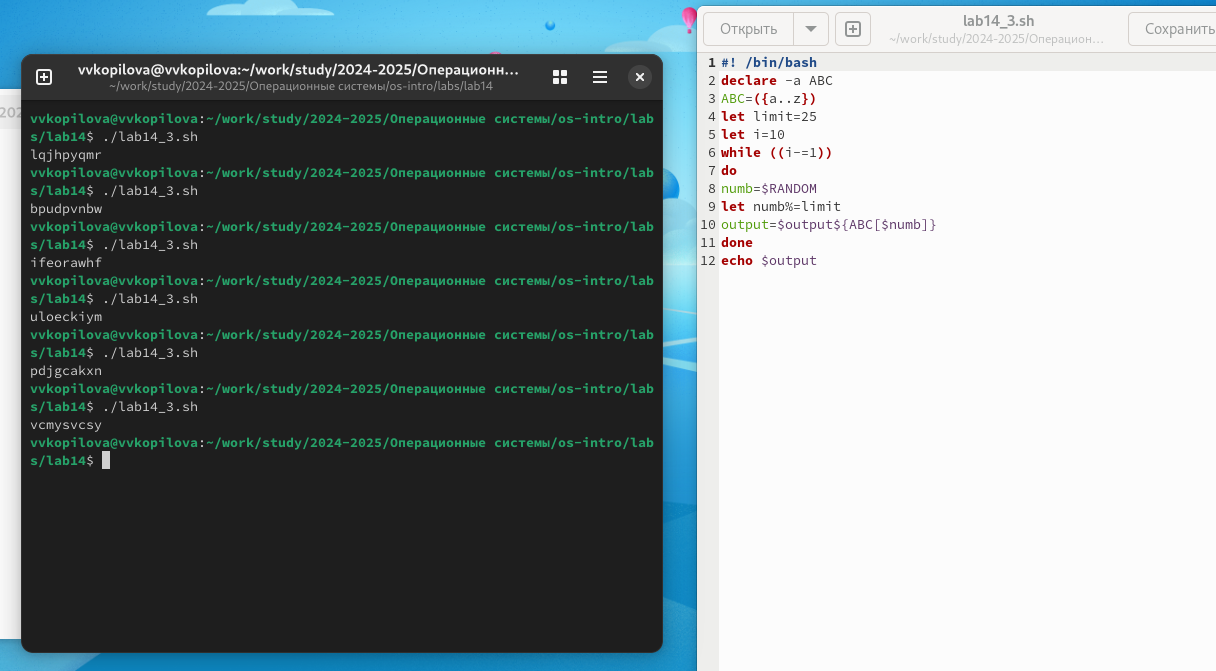 vvkopilova@vvkopilova:~/work/study/2024-2025/Операционн...
~/work/study/2024-2025/Операционные системы/os-intro/labs/lab14
vvkopilova@vvkopilova:~/work/study/2024-2025/Операционные системы/os-intro/lab
s/lab14$ ./lab14_3.sh
lqjhpyqmr
vvkopilova@vvkopilova:~/work/study/2024-2025/Операционные системы/os-intro/lab
s/lab14$ ./lab14_3.sh
bpudpvnbw
vvkopilova@vvkopilova:~/work/study/2024-2025/Операционные системы/os-intro/lab
s/lab14$ ./lab14_3.sh
ifeorawhf
vvkopilova@vvkopilova:~/work/study/2024-2025/Операционные системы/os-intro/lab
s/lab14$ ./lab14_3.sh
uloeckiym
vvkopilova@vvkopilova:~/work/study/2024-2025/Операционные системы/os-intro/lab
s/lab14$ ./lab14_3.sh
pdjgcakxn
vvkopilova@vvkopilova:~/work/study/2024-2025/Операционные системы/os-intro/lab
s/lab14$ ./lab14_3.sh
vcmysvcsy
vvkopilova@vvkopilova:~/work/study/2024-2025/Операционные системы/os-intro/lab
s/lab14$
Открыть
lab14_3.sh
~/work/study/2024-2025/Операцион...
Сохранить
1 #! /bin/bash
2 declare -a ABC
3 ABC=({a..z})
4 let limit=25
5 let i=10
6 while ((i-=1))
7 do
8 numb=$RANDOM
9 let numb%=limit
10 output=$output${ABC[$numb]}
11 done
12 echo $output